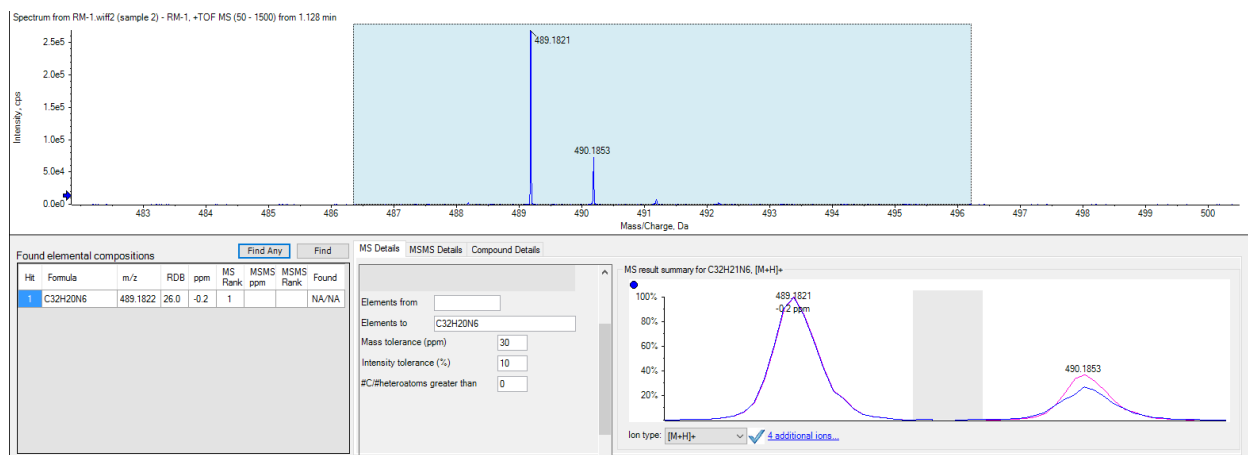 Spectrum from RM-1.wiff2 (sample 2) - RM-1, +TOF MS (50 - 1500) from 1.128 min
Intensity, cps
2.5e5
2.0e5
1.5e5
1.0e5
5.0e4
0.0e0
489.1821
490.1853
483 484 485 486 487 488 489 490 491 492 493 494 495 496 497 498 499 500
Mass/Charge, Da
Found elemental compositions
Find Any Find
Hit Formula m/z RDB ppm MS Rank MSMS ppm MSMS Rank Found
1 C32H20N6 489.1822 26.0 -0.2 1 NA/NA
MS Details MSMS Details Compound Details
Elements from
Elements to C32H20N6
Mass tolerance (ppm) 30
Intensity tolerance (%) 10
#C/#heteroatoms greater than 0
MS result summary for C32H21N6, [M+H]+
100%
80%
60%
40%
20%
489.1821
-0.2 ppm
490.1853
Ion type: [M+H]+ 4 additional ions...